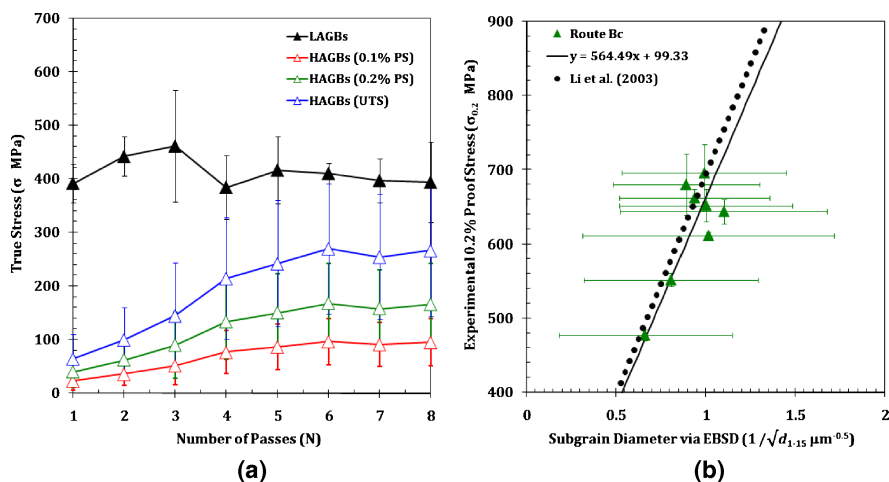 (a)
700
600
500
400
300
200
100
0
True Stress (σ MPa)
LAGBs
HAGBs (0.1% PS)
HAGBs (0.2% PS)
HAGBs (UTS)
1 2 3 4 5 6 7 8
Number of Passes (N)
(a)
(b)
900
800
700
600
500
400
Experimental 0.2% Proof Stress (σ0.2 MPa)
Route Bc
y = 564.49x + 99.33
Li et al. (2003)
0 0.5 1 1.5 2
Subgrain Diameter via EBSD (1 /√d1-15 μm-0.5)
(b)